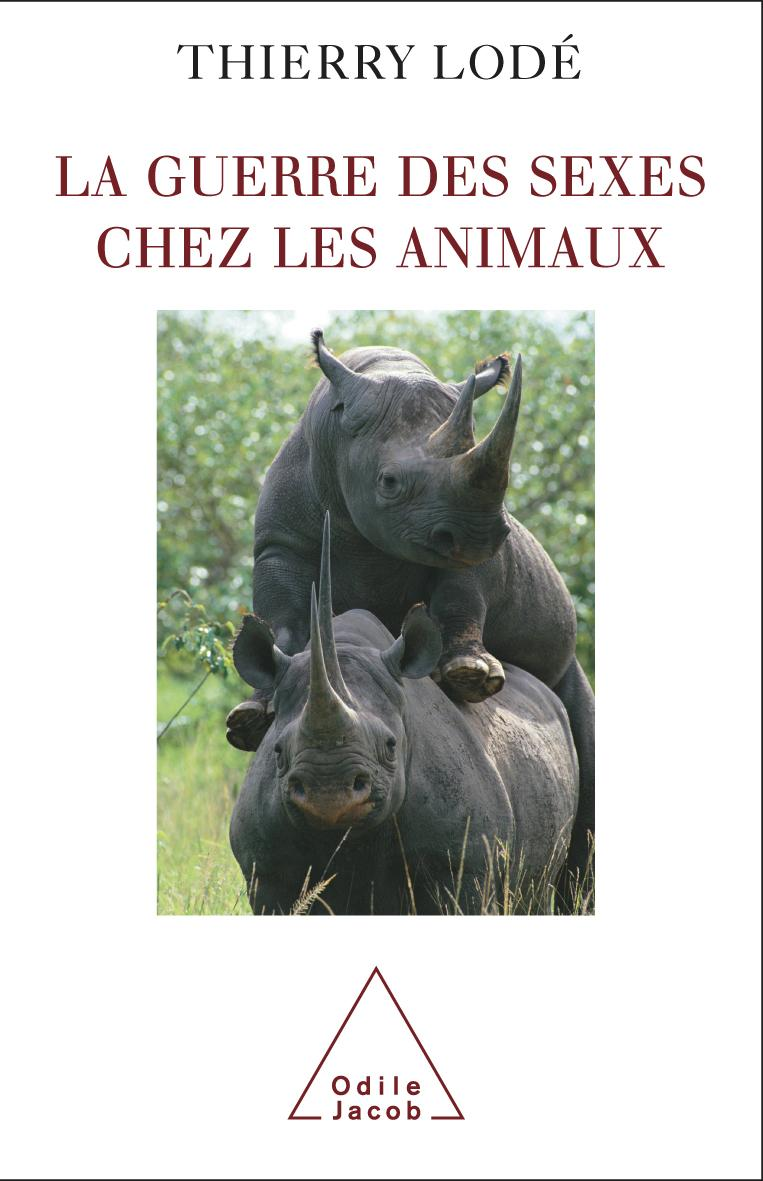 THIERRY LODÉ
LA GUERRE DES SEXES
CHEZ LES ANIMAUX
Odile
Jacob